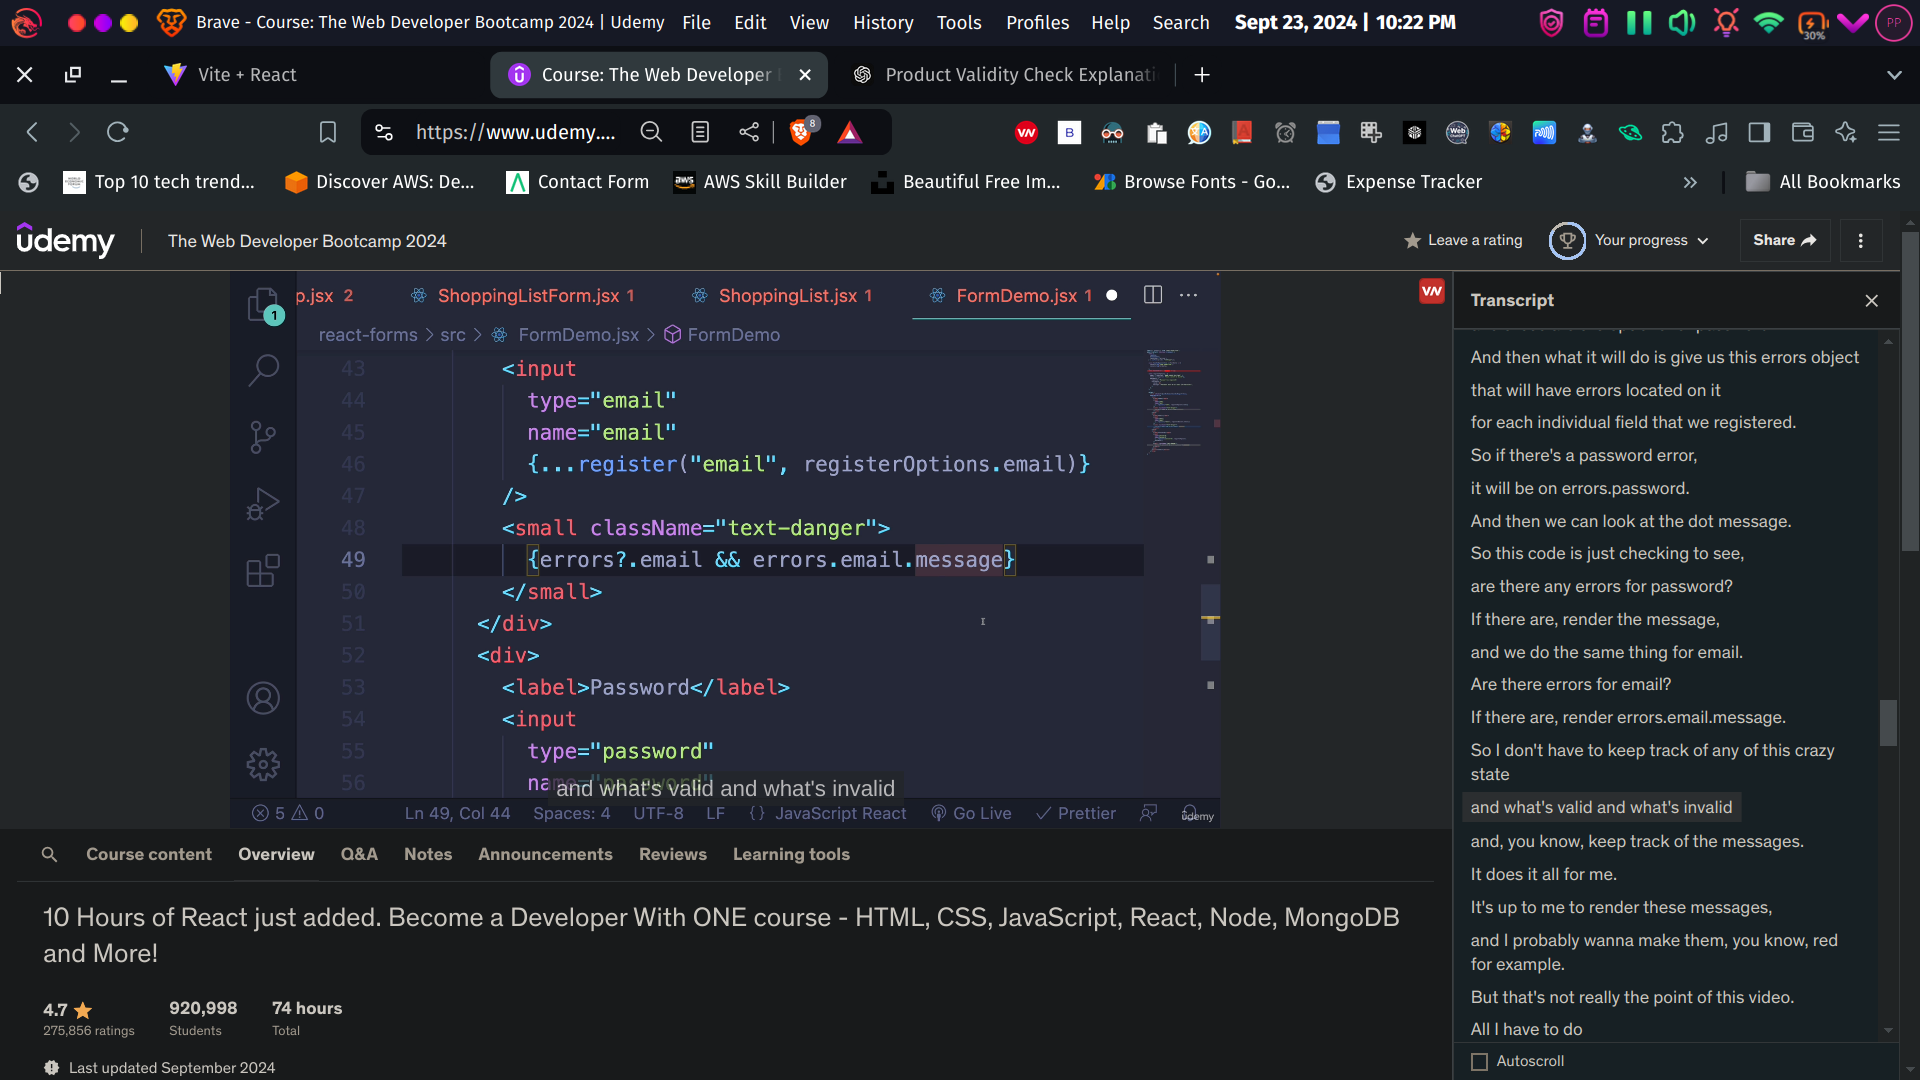 Brave - Course: The Web Developer Bootcamp 2024 | Udemy File Edit View History Tools Profiles Help Search Sept 23, 2024 | 10:22 PM 30% PP
Vite + React Course: The Web Developer Product Validity Check Explanati
https://www.udemy.... 8
Top 10 tech trend... Discover AWS: De... Contact Form AWS Skill Builder Beautiful Free Im... Browse Fonts - Go... Expense Tracker All Bookmarks
udemy The Web Developer Bootcamp 2024 Leave a rating Your progress Share
p.jsx 2 ShoppingListForm.jsx 1 ShoppingList.jsx 1 FormDemo.jsx 1
react-forms > src > FormDemo.jsx > FormDemo
43 <input
44 type="email"
45 name="email"
46 {...register("email", registerOptions.email)}
47 />
48 <small className="text-danger">
49 {errors?.email && errors.email.message}
50 </small>
51 </div>
52 <div>
53 <label>Password</label>
54 <input
55 type="password"
56 name="password"
and what's valid and what's invalid
5 0 Ln 49, Col 44 Spaces: 4 UTF-8 LF {} JavaScript React Go Live Prettier udemy
1
VN
Transcript
And then what it will do is give us this errors object
that will have errors located on it
for each individual field that we registered.
So if there's a password error,
it will be on errors.password.
And then we can look at the dot message.
So this code is just checking to see,
are there any errors for password?
If there are, render the message,
and we do the same thing for email.
Are there errors for email?
If there are, render errors.email.message.
So I don't have to keep track of any of this crazy
state
and what's valid and what's invalid
and, you know, keep track of the messages.
It does it all for me.
It's up to me to render these messages,
and I probably wanna make them, you know, red
for example.
But that's not really the point of this video.
All I have to do
Autoscroll
Course content Overview Q&A Notes Announcements Reviews Learning tools
10 Hours of React just added. Become a Developer With ONE course - HTML, CSS, JavaScript, React, Node, MongoDB
and More!
4.7 920,998 74 hours
275,856 ratings Students Total
Last updated September 2024